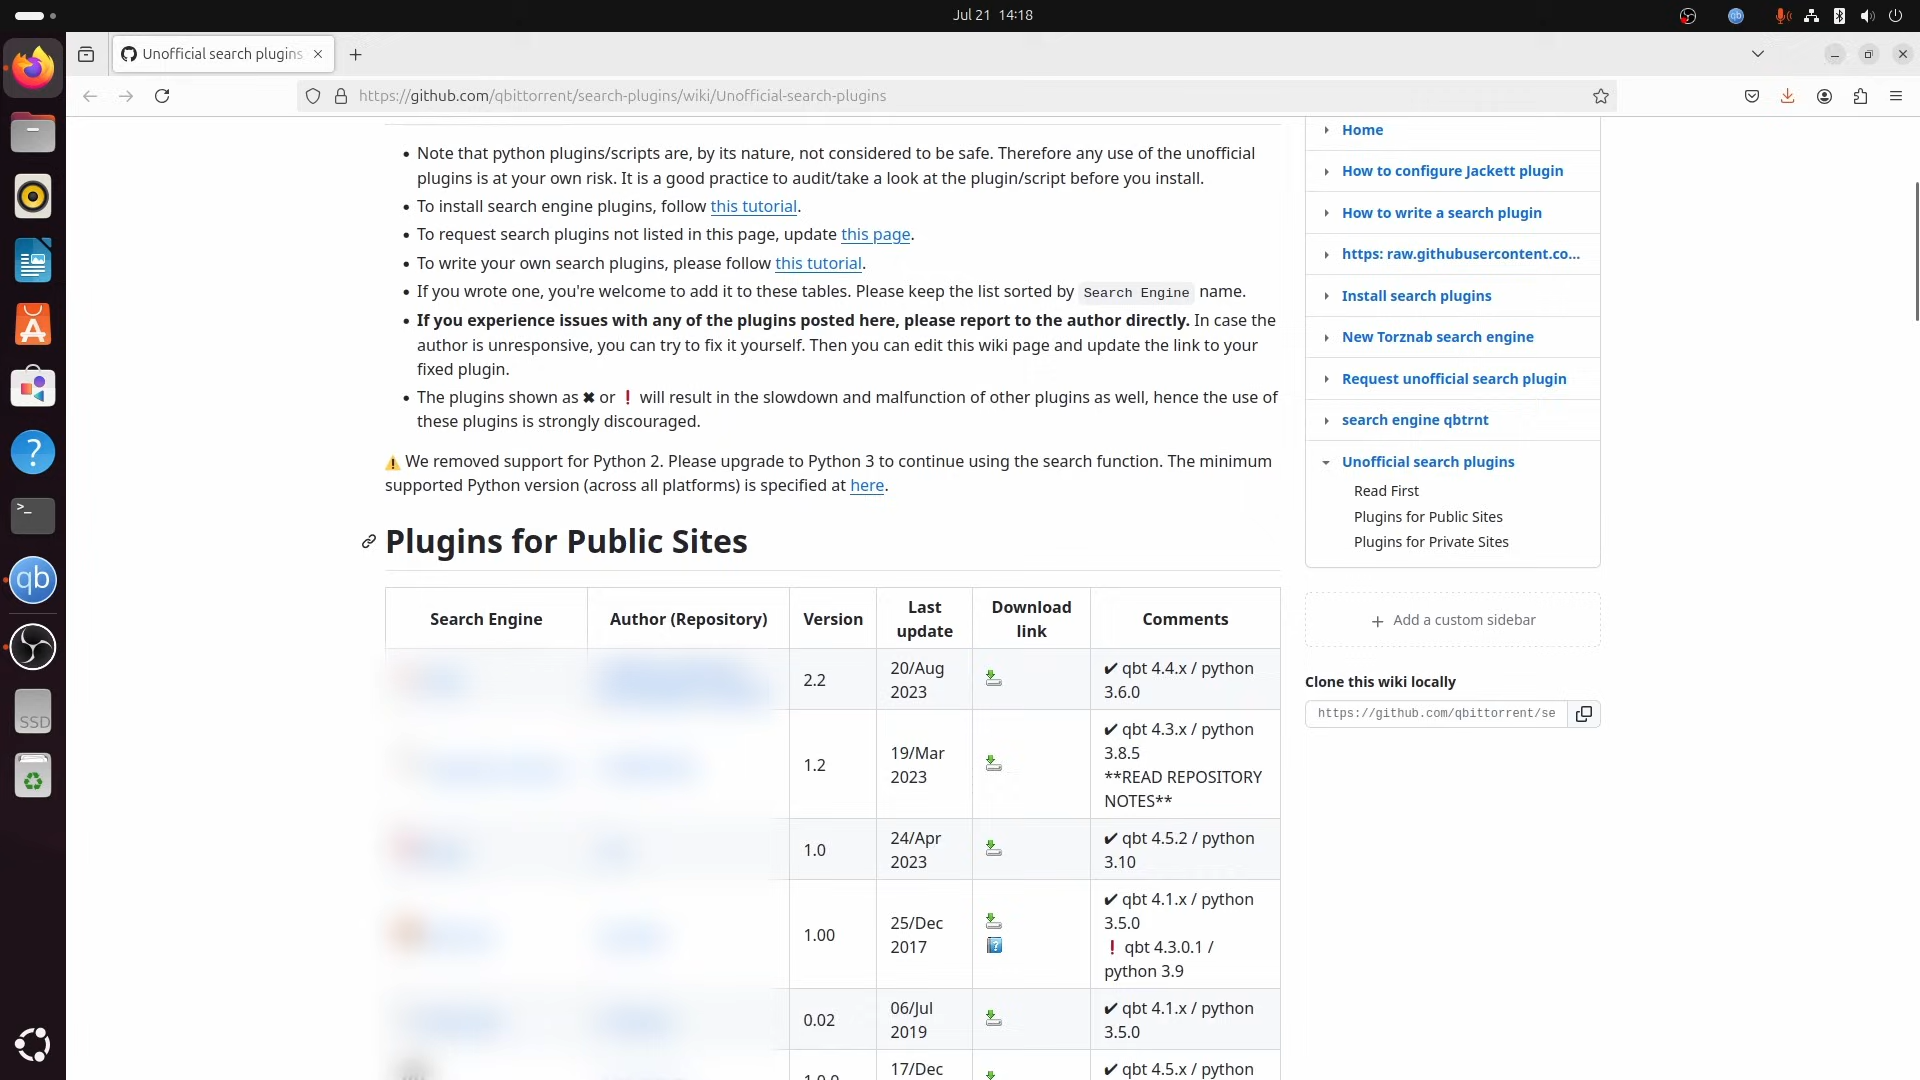 Jul 21 14:18
Unofficial search plugins
https://github.com/qbittorrent/search-plugins/wiki/Unofficial-search-plugins
Note that python plugins/scripts are, by its nature, not considered to be safe. Therefore any use of the unofficial
plugins is at your own risk. It is a good practice to audit/take a look at the plugin/script before you install.
To install search engine plugins, follow this tutorial.
To request search plugins not listed in this page, update this page.
To write your own search plugins, please follow this tutorial.
If you wrote one, you're welcome to add it to these tables. Please keep the list sorted by Search Engine name.
If you experience issues with any of the plugins posted here, please report to the author directly. In case the
author is unresponsive, you can try to fix it yourself. Then you can edit this wiki page and update the link to your
fixed plugin.
The plugins shown as ✖ or ❗ will result in the slowdown and malfunction of other plugins as well, hence the use of
these plugins is strongly discouraged.
⚠️ We removed support for Python 2. Please upgrade to Python 3 to continue using the search function. The minimum
supported Python version (across all platforms) is specified at here.
Plugins for Public Sites
Search Engine Author (Repository) Version Last update Download link Comments
2.2 20/Aug 2023 ✔ qbt 4.4.x / python 3.6.0
1.2 19/Mar 2023 ✔ qbt 4.3.x / python 3.8.5 **READ REPOSITORY NOTES**
1.0 24/Apr 2023 ✔ qbt 4.5.2 / python 3.10
1.00 25/Dec 2017 ✔ qbt 4.1.x / python 3.5.0 ❗ qbt 4.3.0.1 / python 3.9
0.02 06/Jul 2019 ✔ qbt 4.1.x / python 3.5.0
17/Dec ✔ qbt 4.5.x / python
Home
How to configure Jackett plugin
How to write a search plugin
https: raw.githubusercontent.co...
Install search plugins
New Torznab search engine
Request unofficial search plugin
search engine qbtrnt
Unofficial search plugins
Read First
Plugins for Public Sites
Plugins for Private Sites
+ Add a custom sidebar
Clone this wiki locally
https://github.com/qbittorrent/se
qb
SSD